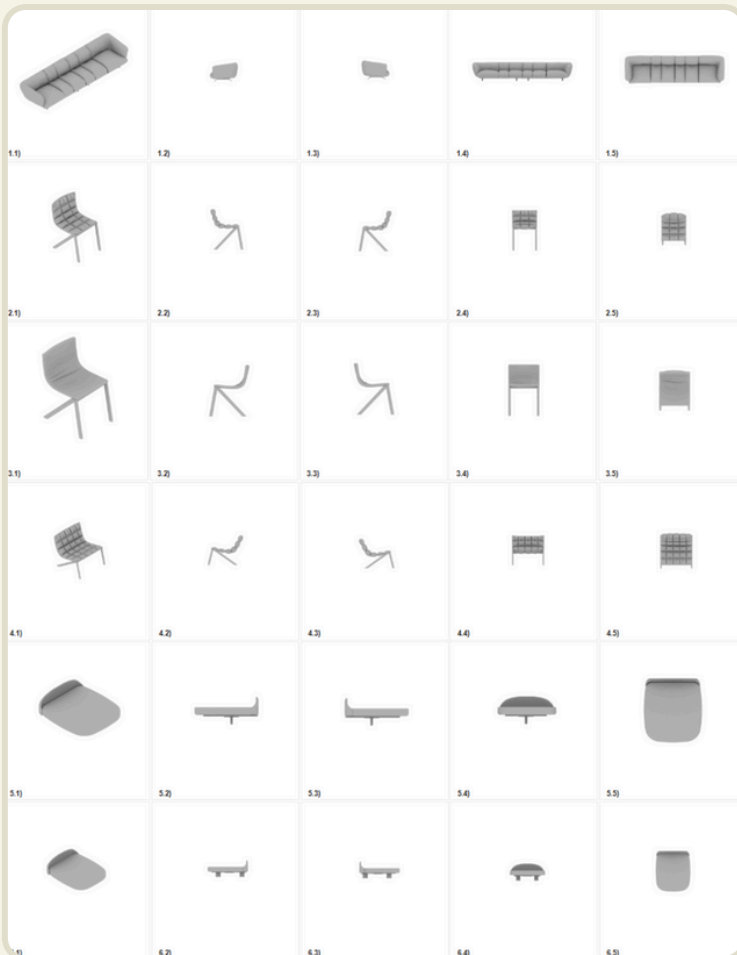 1.1) 1.2) 1.3) 1.4) 1.5)
2.1) 2.2) 2.3) 2.4) 2.5)
3.1) 3.2) 3.3) 3.4) 3.5)
4.1) 4.2) 4.3) 4.4) 4.5)
5.1) 5.2) 5.3) 5.4) 5.5)
.1) 6.2) 6.3) 6.4) 6.5)